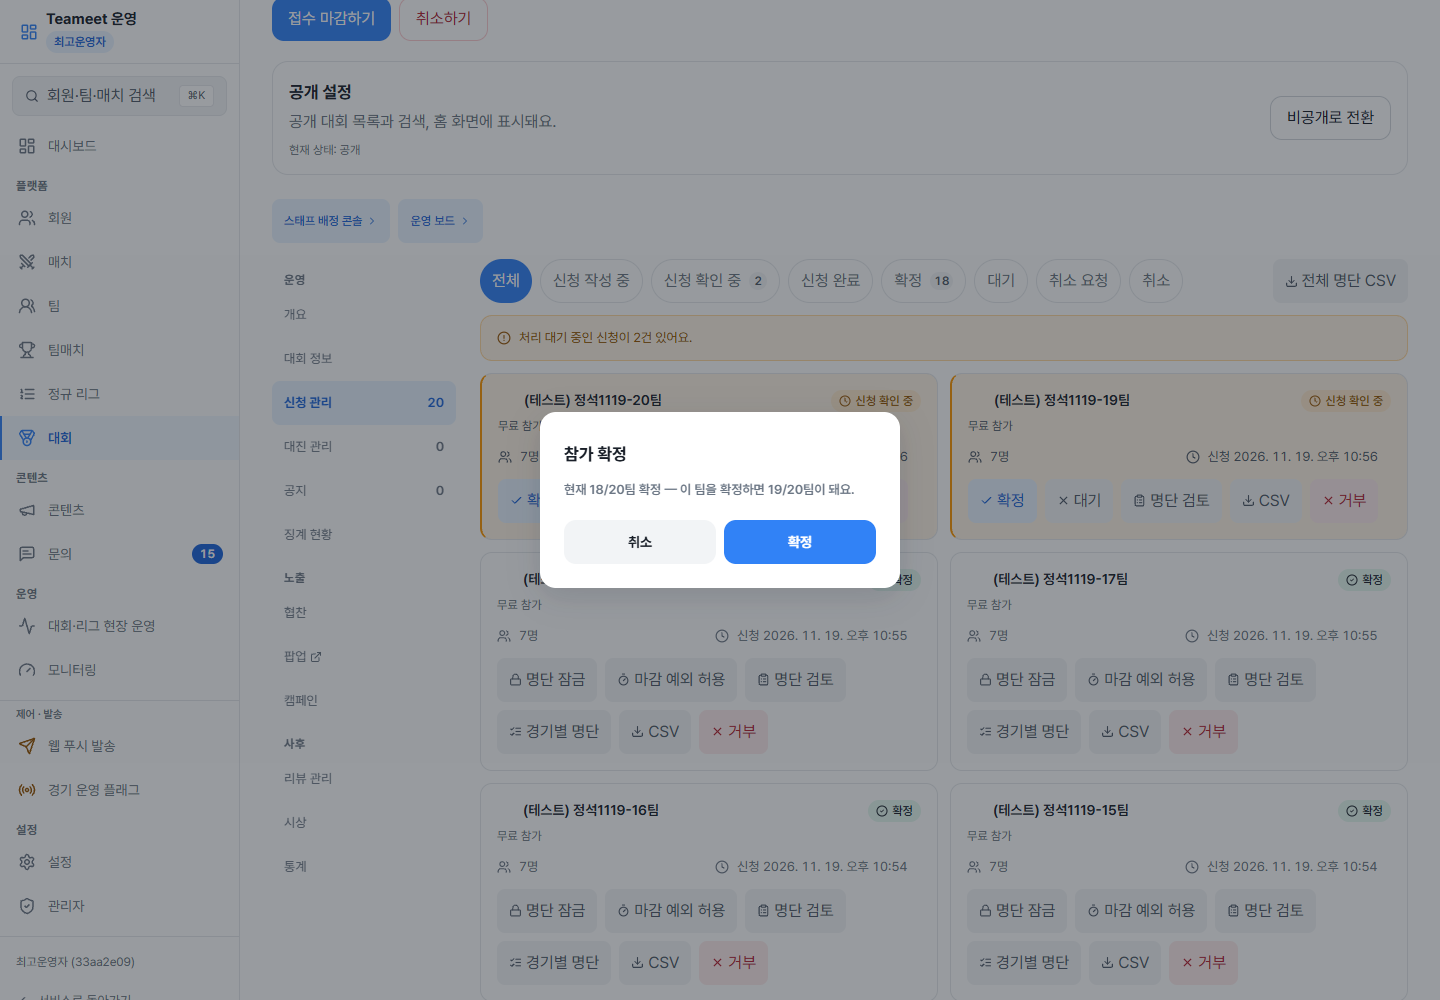 Teameet 운영
최고운영자
회원·팀·매치 검색 ⌘K
대시보드
플랫폼
회원
매치
팀
팀매치
정규 리그
대회
콘텐츠
콘텐츠
문의 15
운영
대회·리그 현장 운영
모니터링
제어 · 발송
웹 푸시 발송
경기 운영 플래그
설정
설정
관리자
최고운영자 (33aa2e09)
접수 마감하기 취소하기
공개 설정
공개 대회 목록과 검색, 홈 화면에 표시돼요.
현재 상태: 공개
비공개로 전환
스태프 배정 콘솔 운영 보드
운영
개요
대회 정보
신청 관리 20
대진 관리 0
공지 0
징계 현황
노출
협찬
팝업
캠페인
사후
리뷰 관리
시상
통계
전체 신청 작성 중 신청 확인 중 2 신청 완료 확정 18 대기 취소 요청 취소 전체 명단 CSV
처리 대기 중인 신청이 2건 있어요.
(테스트) 정석1119-20팀 신청 확인 중
무료 참가
7명
(테스트) 정석1119-19팀 신청 확인 중
무료 참가
7명 신청 2026. 11. 19. 오후 10:56
확정 대기 명단 검토 CSV 거부
참가 확정
현재 18/20팀 확정 — 이 팀을 확정하면 19/20팀이 돼요.
취소 확정
무료 참가
7명 신청 2026. 11. 19. 오후 10:55
명단 잠금 마감 예외 허용 명단 검토
경기별 명단 CSV 거부
(테스트) 정석1119-17팀 확정
무료 참가
7명 신청 2026. 11. 19. 오후 10:55
명단 잠금 마감 예외 허용 명단 검토
경기별 명단 CSV 거부
(테스트) 정석1119-16팀 확정
무료 참가
7명 신청 2026. 11. 19. 오후 10:54
명단 잠금 마감 예외 허용 명단 검토
경기별 명단 CSV 거부
(테스트) 정석1119-15팀 확정
무료 참가
7명 신청 2026. 11. 19. 오후 10:54
명단 잠금 마감 예외 허용 명단 검토
경기별 명단 CSV 거부